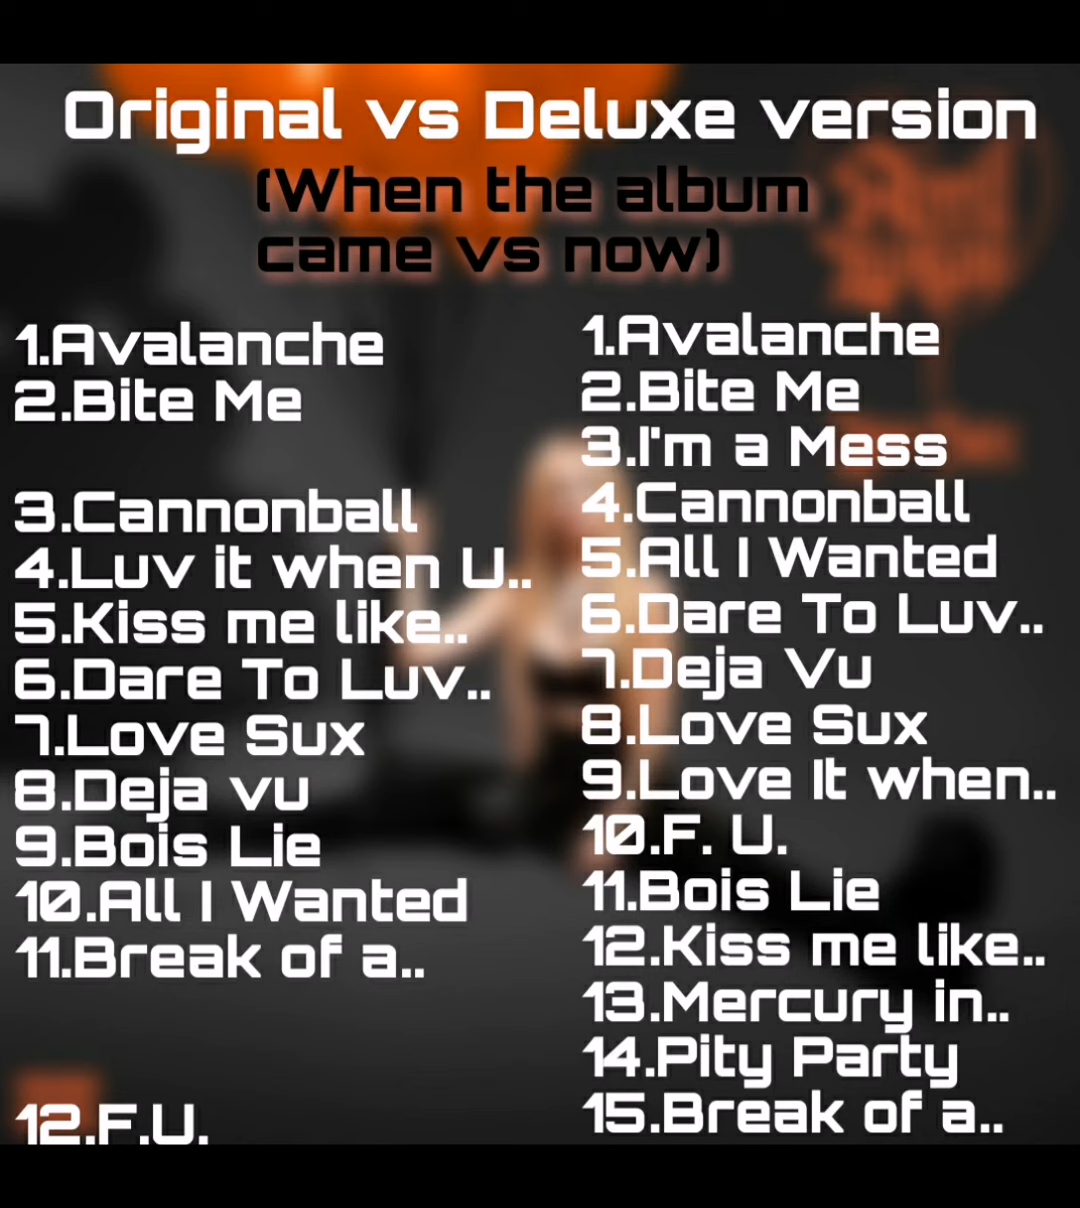 Original vs Deluxe version
(When the album
came vs now)
1.Avalanche
2.Bite Me
3.Cannonball
4.Luv it when U..
5.Kiss me like..
6.Dare To Luv..
7.Love Sux
8.Deja vu
9.Bois Lie
10.All I Wanted
11.Break of a..
12.F.U.
1.Avalanche
2.Bite Me
3.I'm a Mess
4.Cannonball
5.All I Wanted
6.Dare To Luv..
7.Deja Vu
8.Love Sux
9.Love It when..
10.F. U.
11.Bois Lie
12.Kiss me like..
13.Mercury in..
14.Pity Party
15.Break of a..